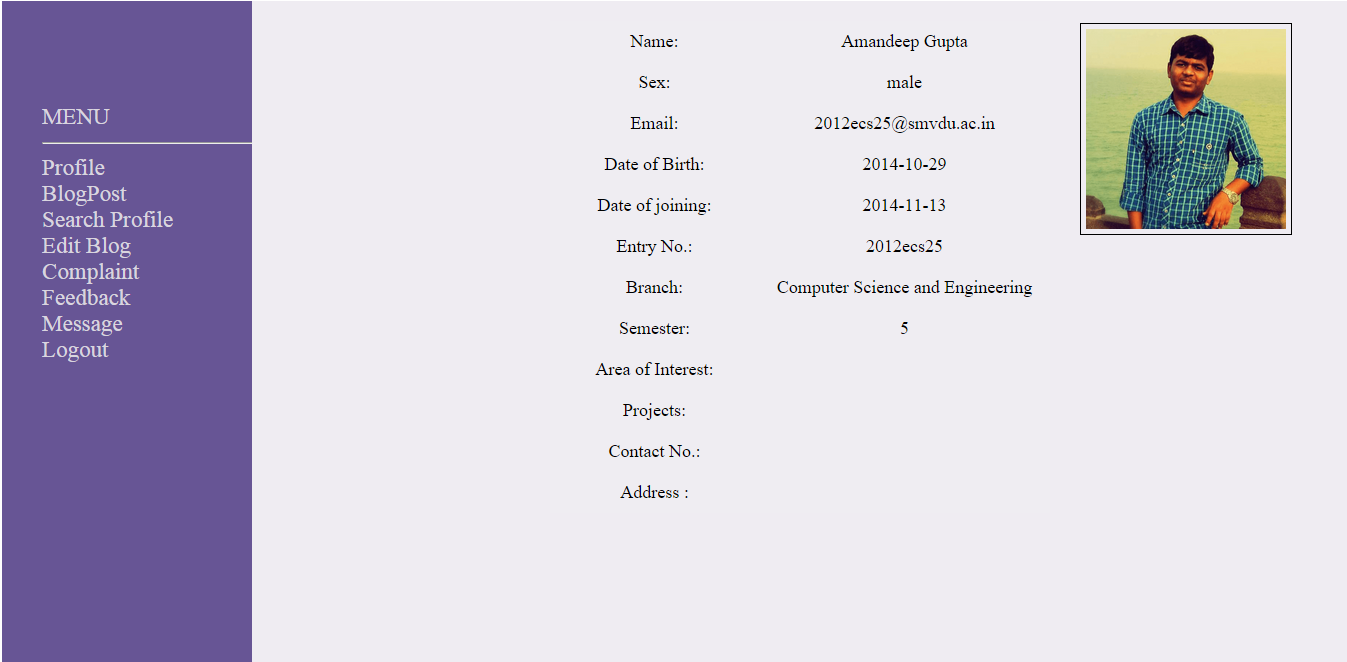 MENU
Profile
BlogPost
Search Profile
Edit Blog
Complaint
Feedback
Message
Logout
Name: Amandeep Gupta
Sex: male
Email: 2012ecs25@smvdu.ac.in
Date of Birth: 2014-10-29
Date of joining: 2014-11-13
Entry No.: 2012ecs25
Branch: Computer Science and Engineering
Semester: 5
Area of Interest:
Projects:
Contact No.:
Address :